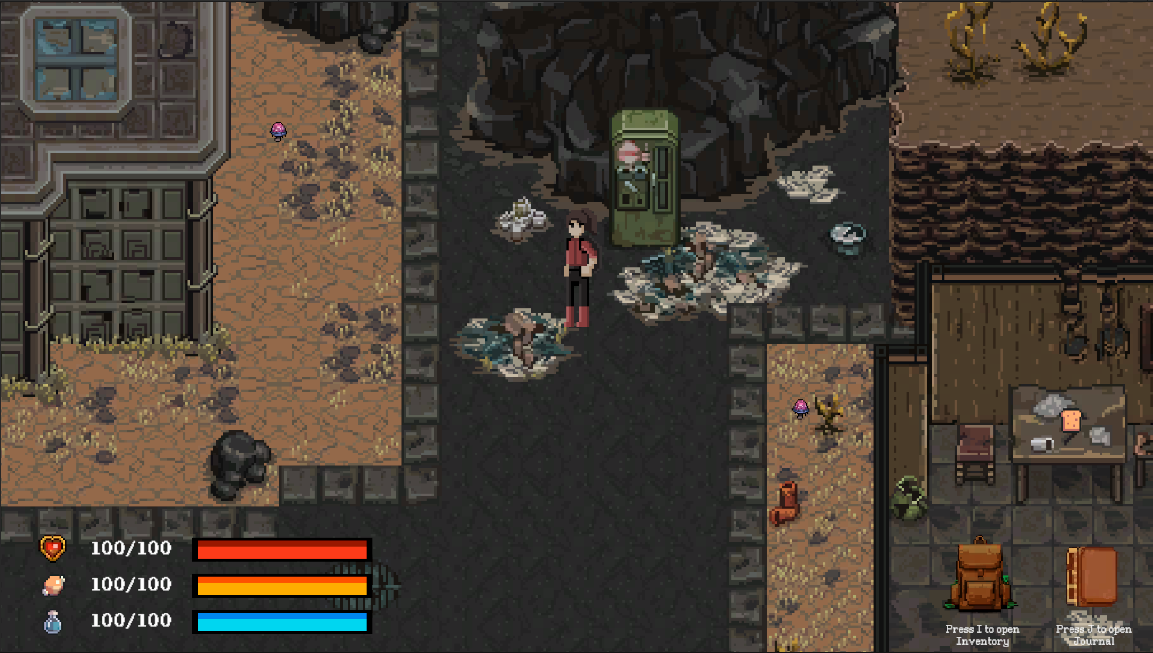 100/100
100/100
100/100
Press I to open
Inventory
Press J to open
Journal